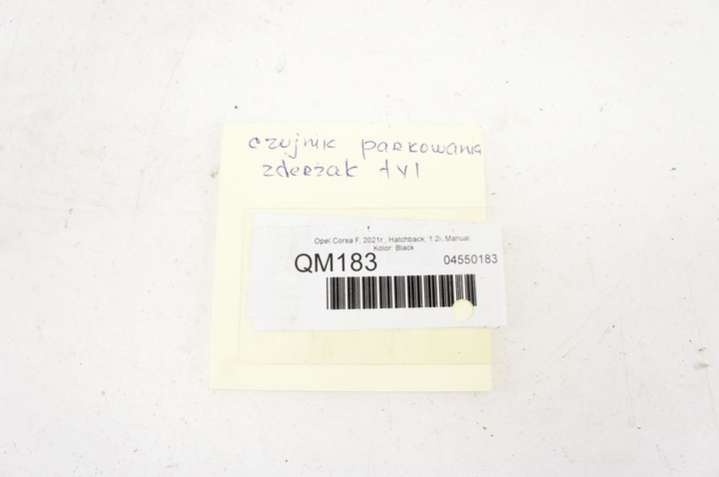 czujnik parkowania
zderzak tył
Opel Corsa F, 2021r., Hatchback, 1.2i, Manual
Kolor: Black
QM183
04550183